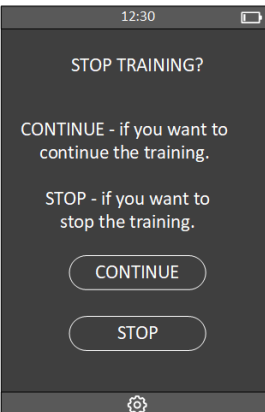 12:30
STOP TRAINING?
CONTINUE - if you want to
continue the training.
STOP - if you want to
stop the training.
CONTINUE
STOP